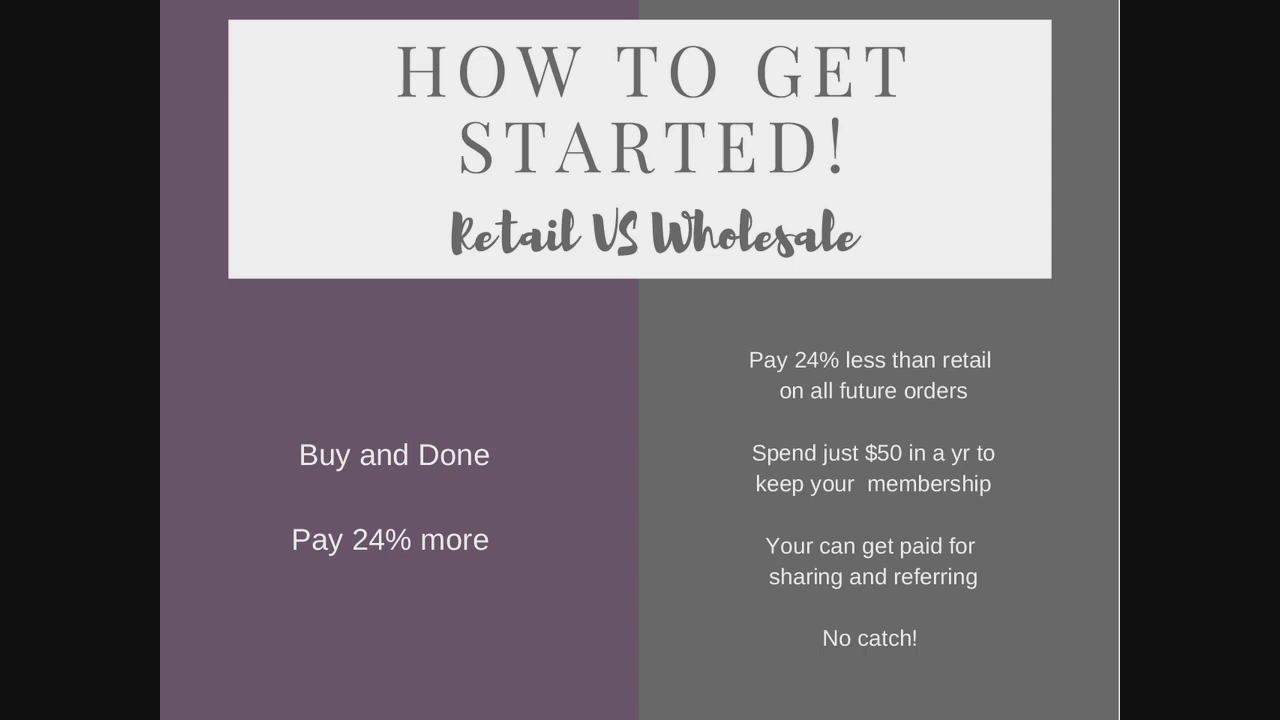 HOW TO GET
STARTED!
Retail VS Wholesale
Buy and Done
Pay 24% more
Pay 24% less than retail
on all future orders
Spend just $50 in a yr to
keep your  membership
Your can get paid for
sharing and referring
No catch!